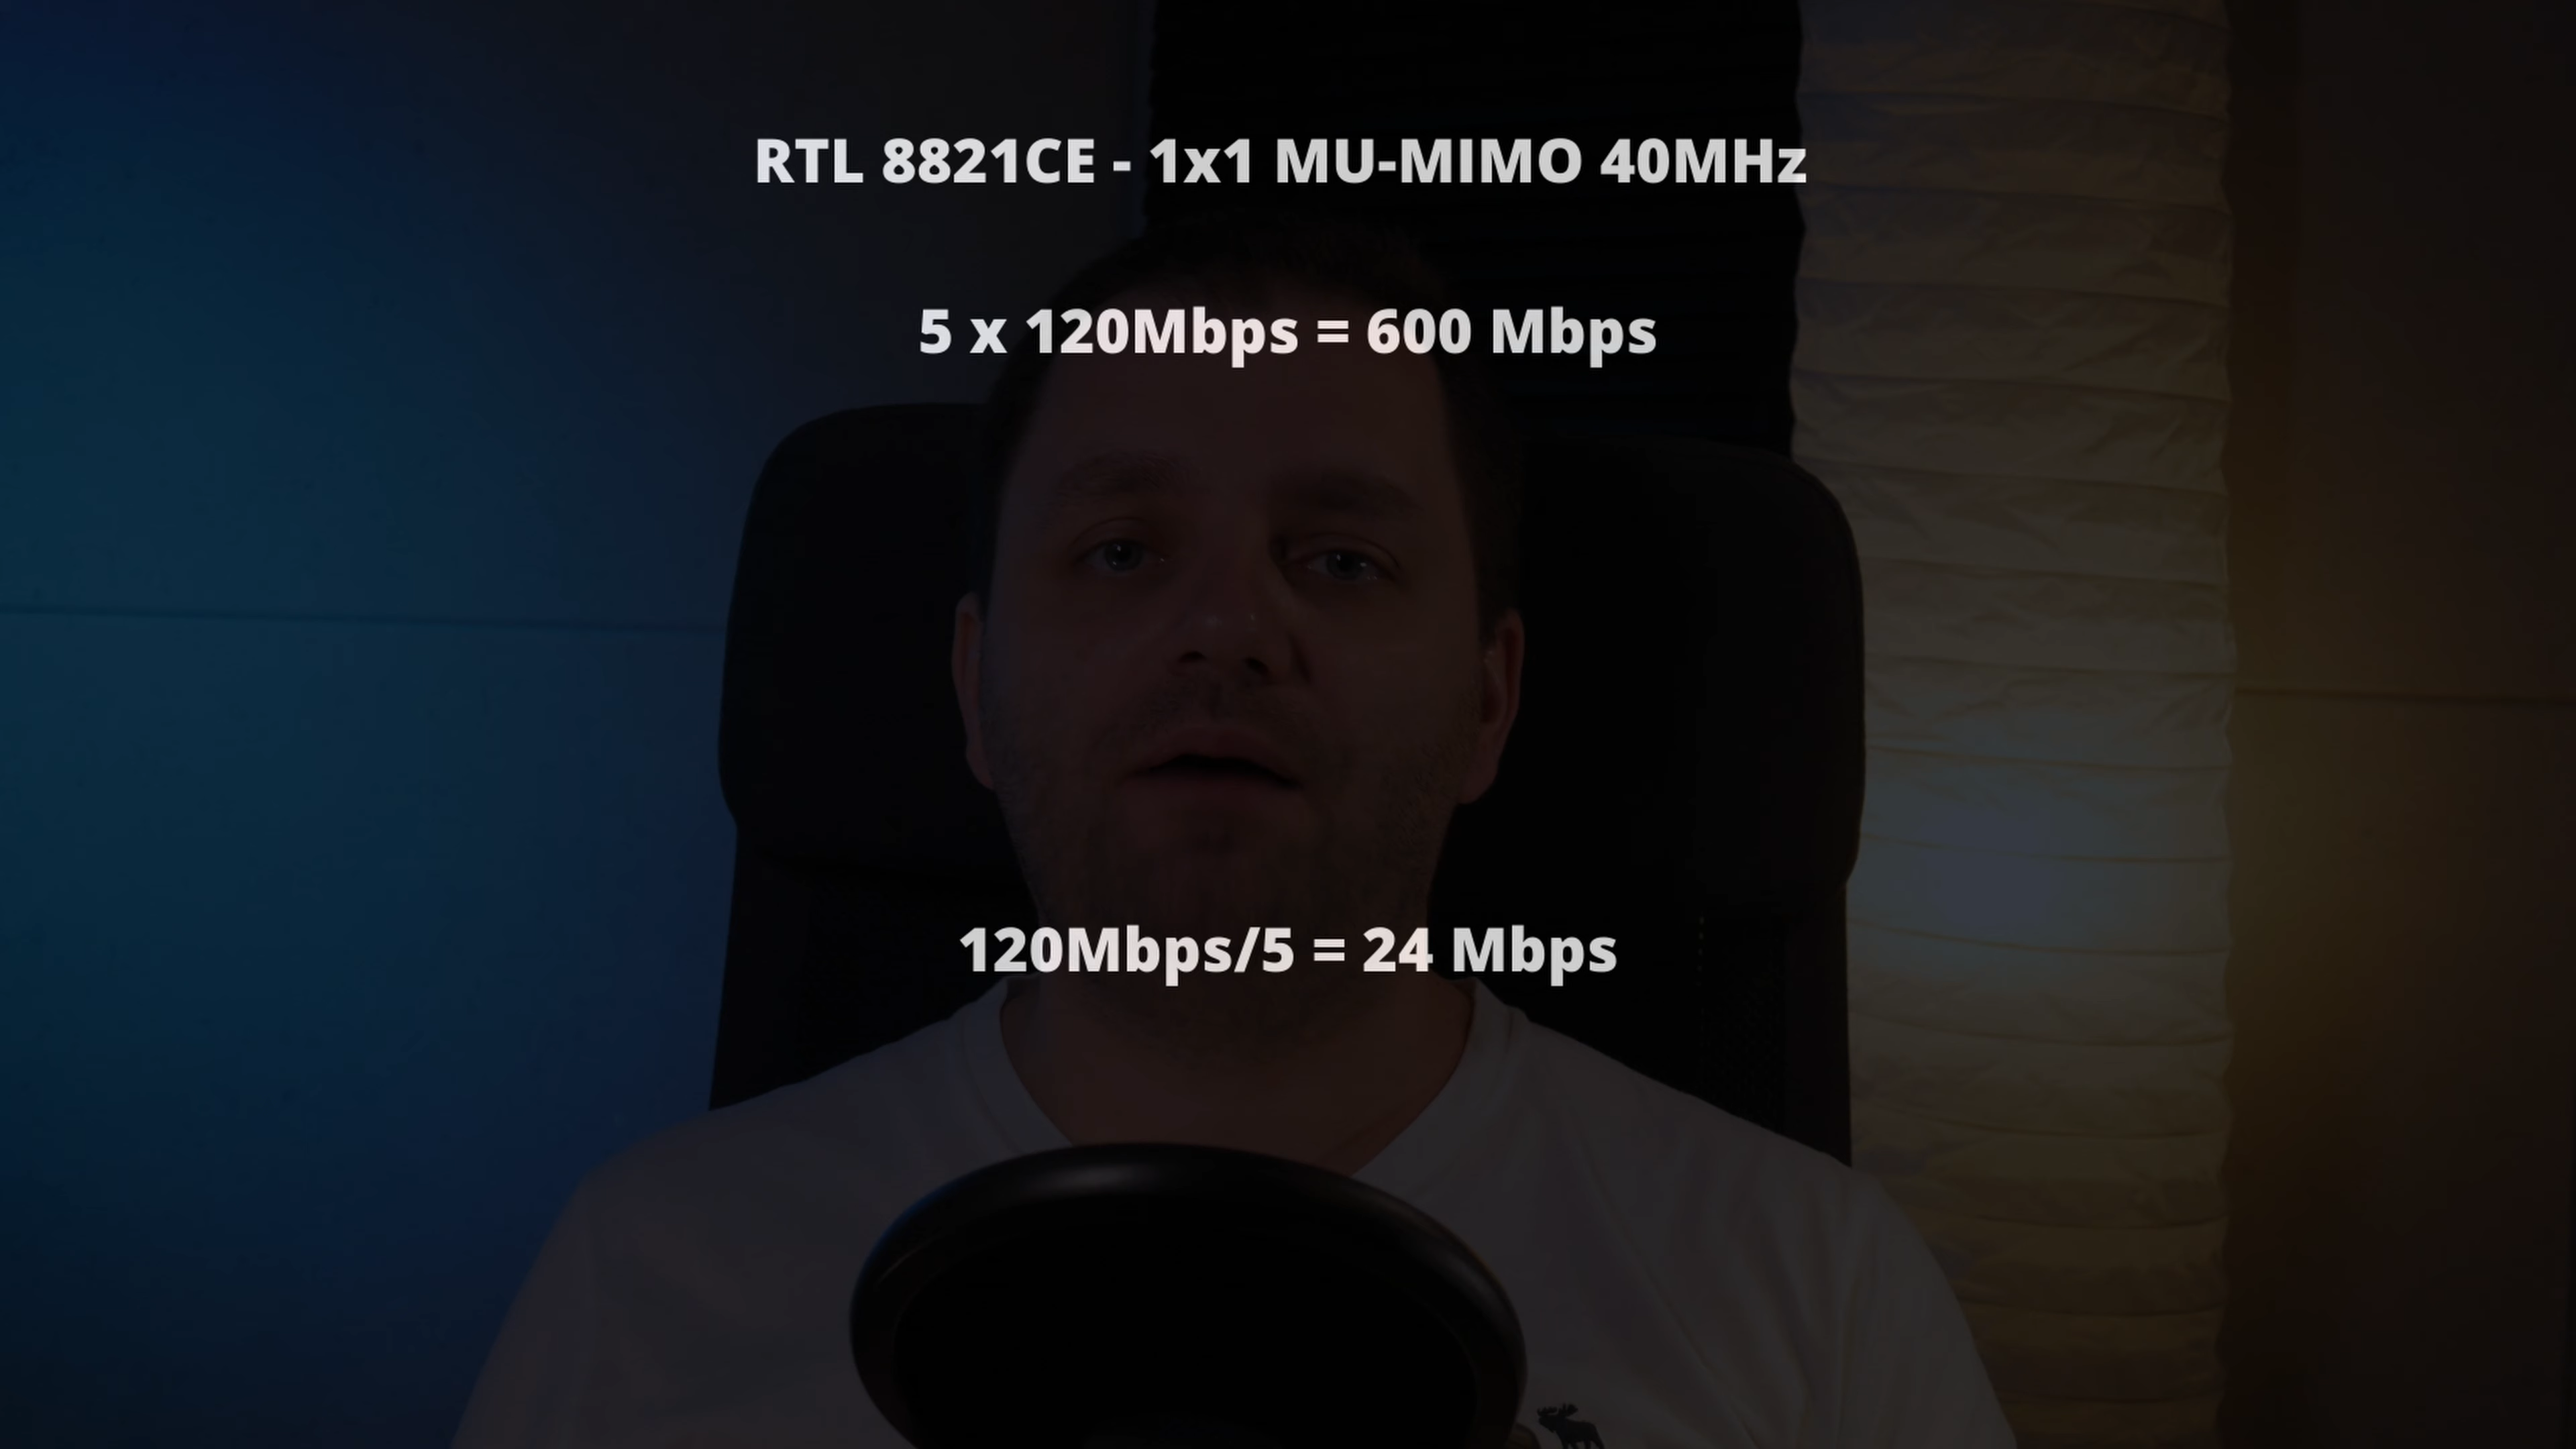 RTL 8821CE - 1x1 MU-MIMO 40MHz
5 x 120Mbps = 600 Mbps
120Mbps/5 = 24 Mbps